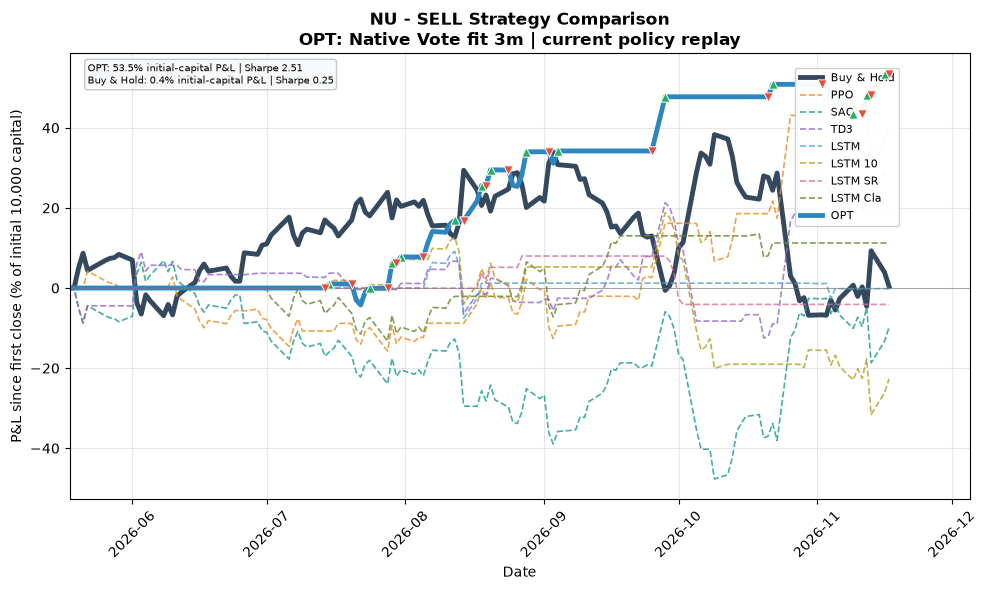 NU - SELL Strategy Comparison
OPT: Native Vote fit 3m | current policy replay
OPT: 53.5% initial-capital P&L | Sharpe 2.51
Buy & Hold: 0.4% initial-capital P&L | Sharpe 0.25
Buy & Hold
PPO
SAC
TD3
LSTM
LSTM 10
LSTM SR
LSTM Cla
OPT
P&L since first close (% of initial 10,000 capital)
40
20
0
−20
−40
2026-06
2026-07
2026-08
2026-09
2026-10
2026-11
2026-12
Date